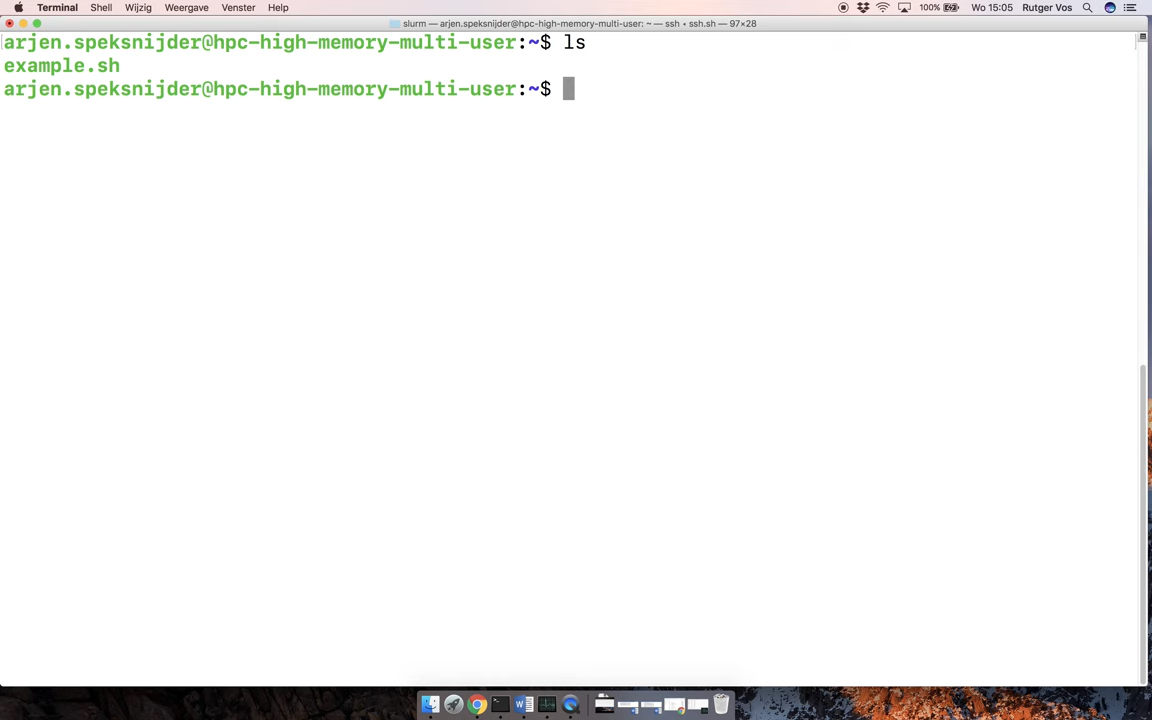 Terminal Shell Wijzig Weergave Venster Help 100% Wo 15:05 Rutger Vos
slurm — arjen.speksnijder@hpc-high-memory-multi-user: ~ — ssh • ssh.sh — 97×28
arjen.speksnijder@hpc-high-memory-multi-user:~$ ls
example.sh
arjen.speksnijder@hpc-high-memory-multi-user:~$